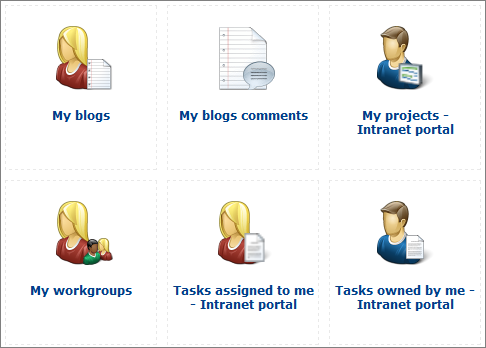 My blogs
My blogs comments
My projects -
Intranet portal
My workgroups
Tasks assigned to me
- Intranet portal
Tasks owned by me -
Intranet portal